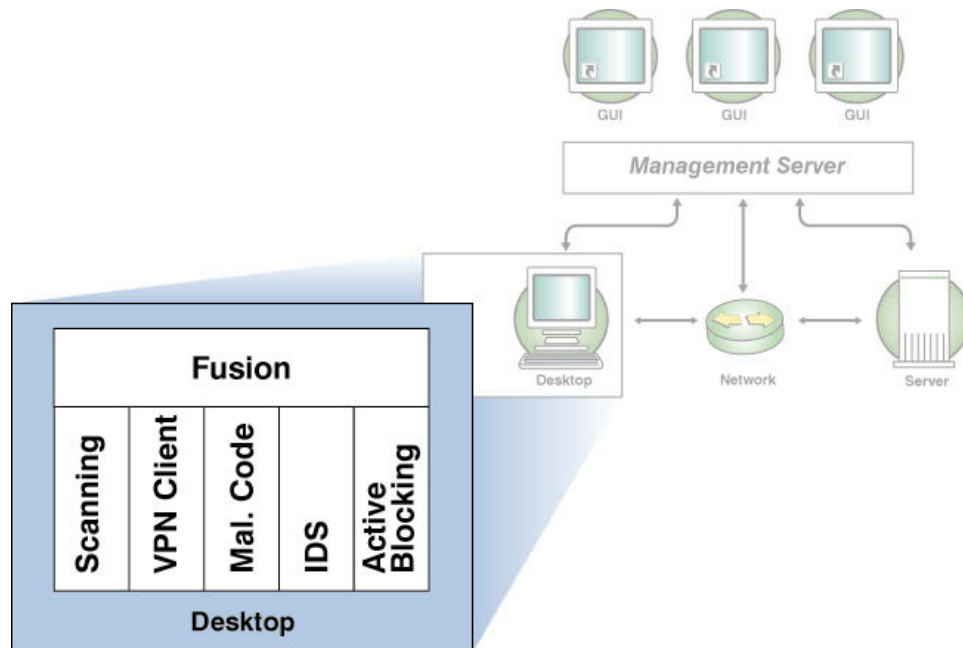 GUI
GUI
GUI
Management Server
Desktop
Network
Server
Fusion
Scanning
VPN Client
Mal. Code
IDS
Active
Blocking
Desktop